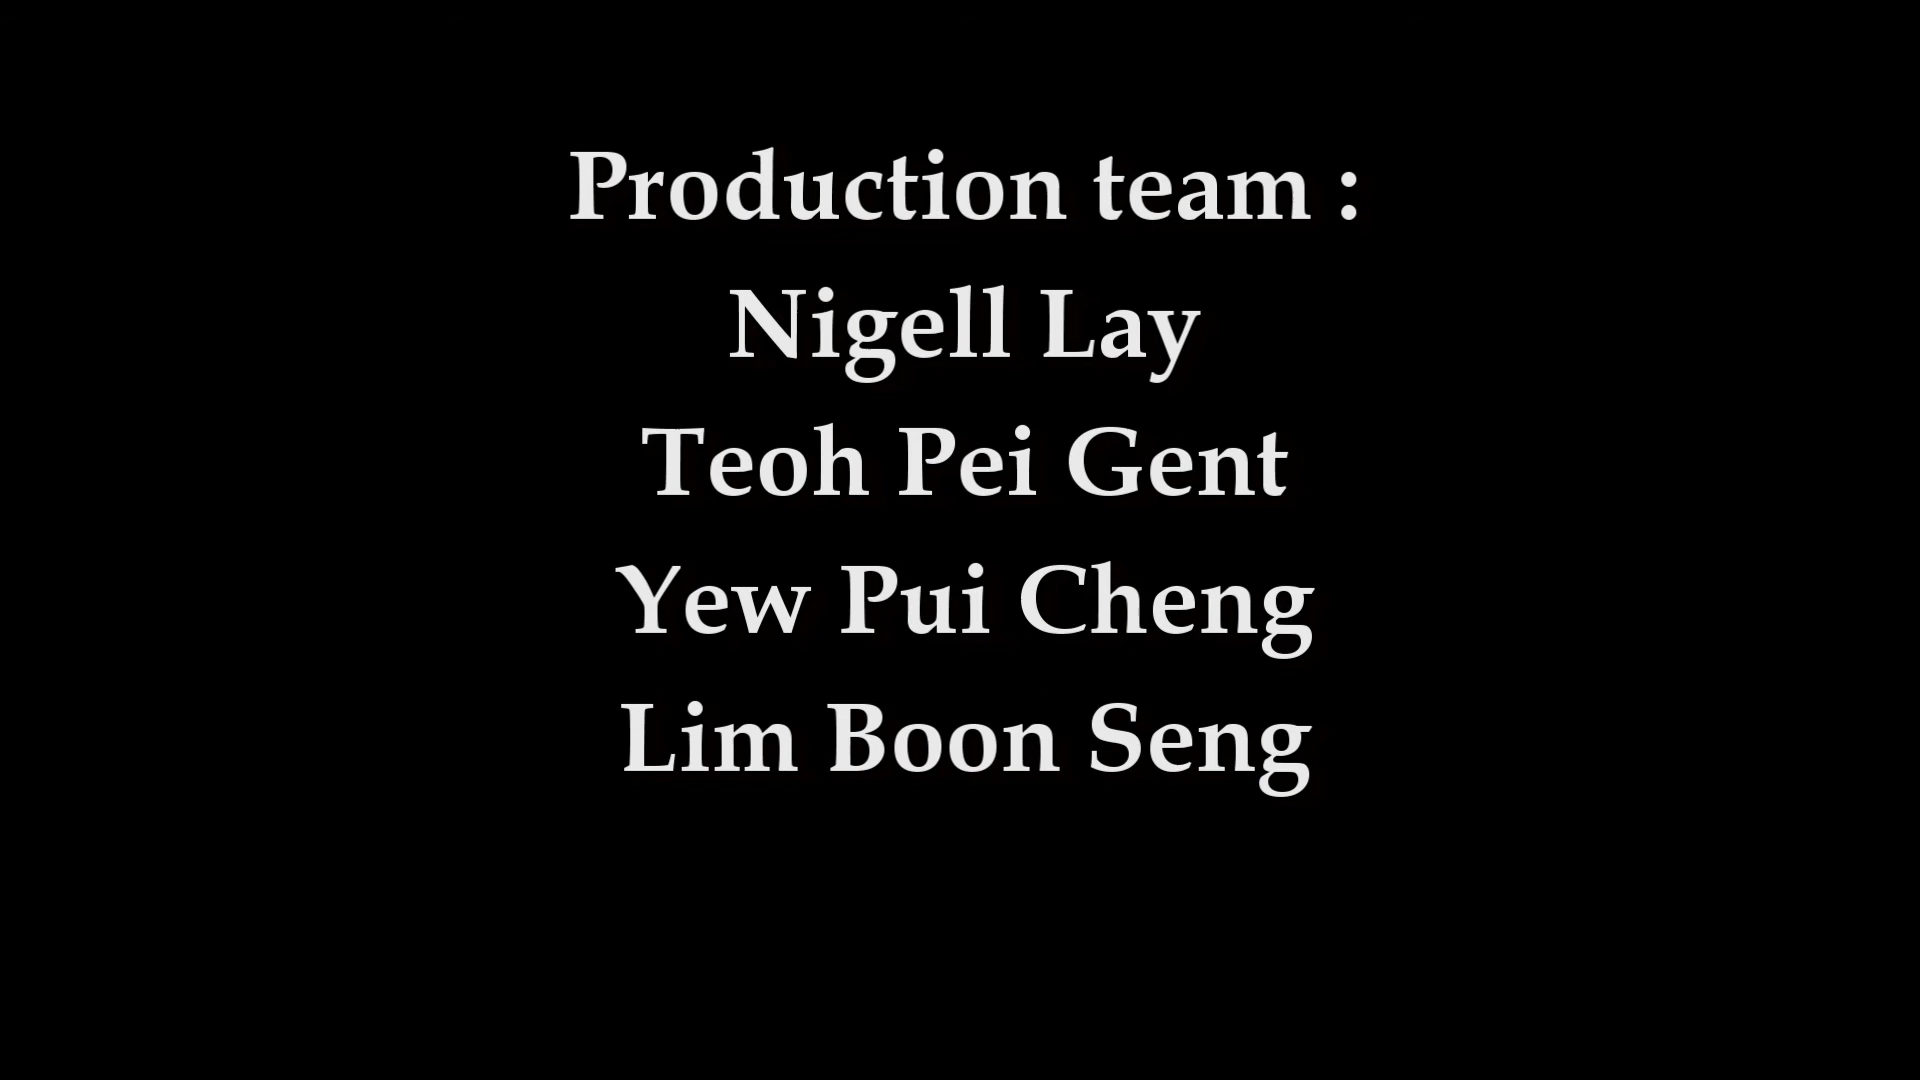 Production team :
Nigell Lay
Teoh Pei Gent
Yew Pui Cheng
Lim Boon Seng